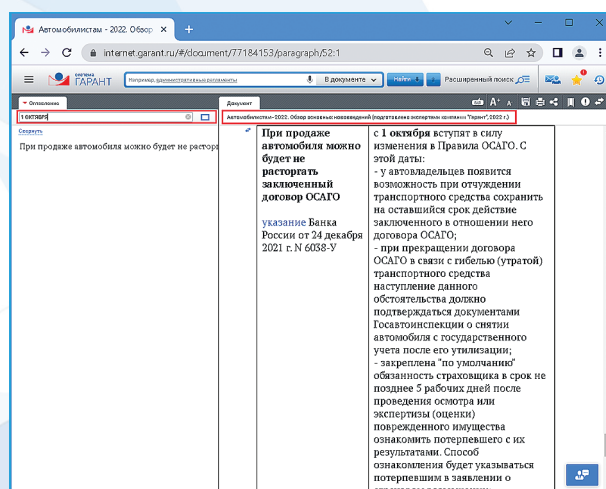 Автомобилистам - 2022. Обзор
internet.garant.ru/#/document/77184153/paragraph/52:1
СИСТЕМА
ГАРАНТ
Например, административные регламенты
В документе
Найти
Расширенный поиск
Оглавление
Документ
1 ОКТЯБРЯ
Автомобилистам-2022. Обзор основных нововведений (подготовлено экспертами компании "Гарант", 2022 г.)
Свернуть
При продаже автомобиля можно будет не расторг
При продаже
автомобиля можно
будет не
расторгать
заключенный
договор ОСАГО
указание Банка
России от 24 декабря
2021 г. N 6038-У
с 1 октября вступят в силу
изменения в Правила ОСАГО. С
этой даты:
- у автовладельцев появится
возможность при отчуждении
транспортного средства сохранить
на оставшийся срок действие
заключенного в отношении него
договора ОСАГО;
- при прекращении договора
ОСАГО в связи с гибелью (утратой)
транспортного средства
наступление данного
обстоятельства должно
подтверждаться документами
Госавтоинспекции о снятии
автомобиля с государственного
учета после его утилизации;
- закреплена "по умолчанию"
обязанность страховщика в срок не
позднее 5 рабочих дней после
проведения осмотра или
экспертизы (оценки)
поврежденного имущества
ознакомить потерпевшего с их
результатами. Способ
ознакомления будет указываться
потерпевшим в заявлении о